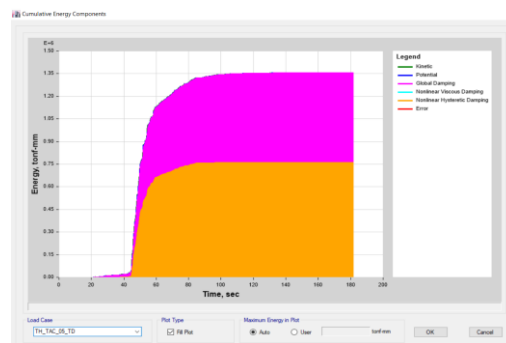 Cumulative Energy Components
E+6
1.50
1.35
1.20
1.05
0.90
0.75
0.60
0.45
0.30
0.15
0.00
Energy, tonf-mm
0 20 40 60 80 100 120 140 160 180 200
Time, sec
Legend
Kinetic
Potential
Global Damping
Nonlinear Viscous Damping
Nonlinear Hysteretic Damping
Error
Load Case Plot Type Maximum Energy in Plot
TH_TAC_05_TD Fill Plot Auto User tonf-mm OK Cancel